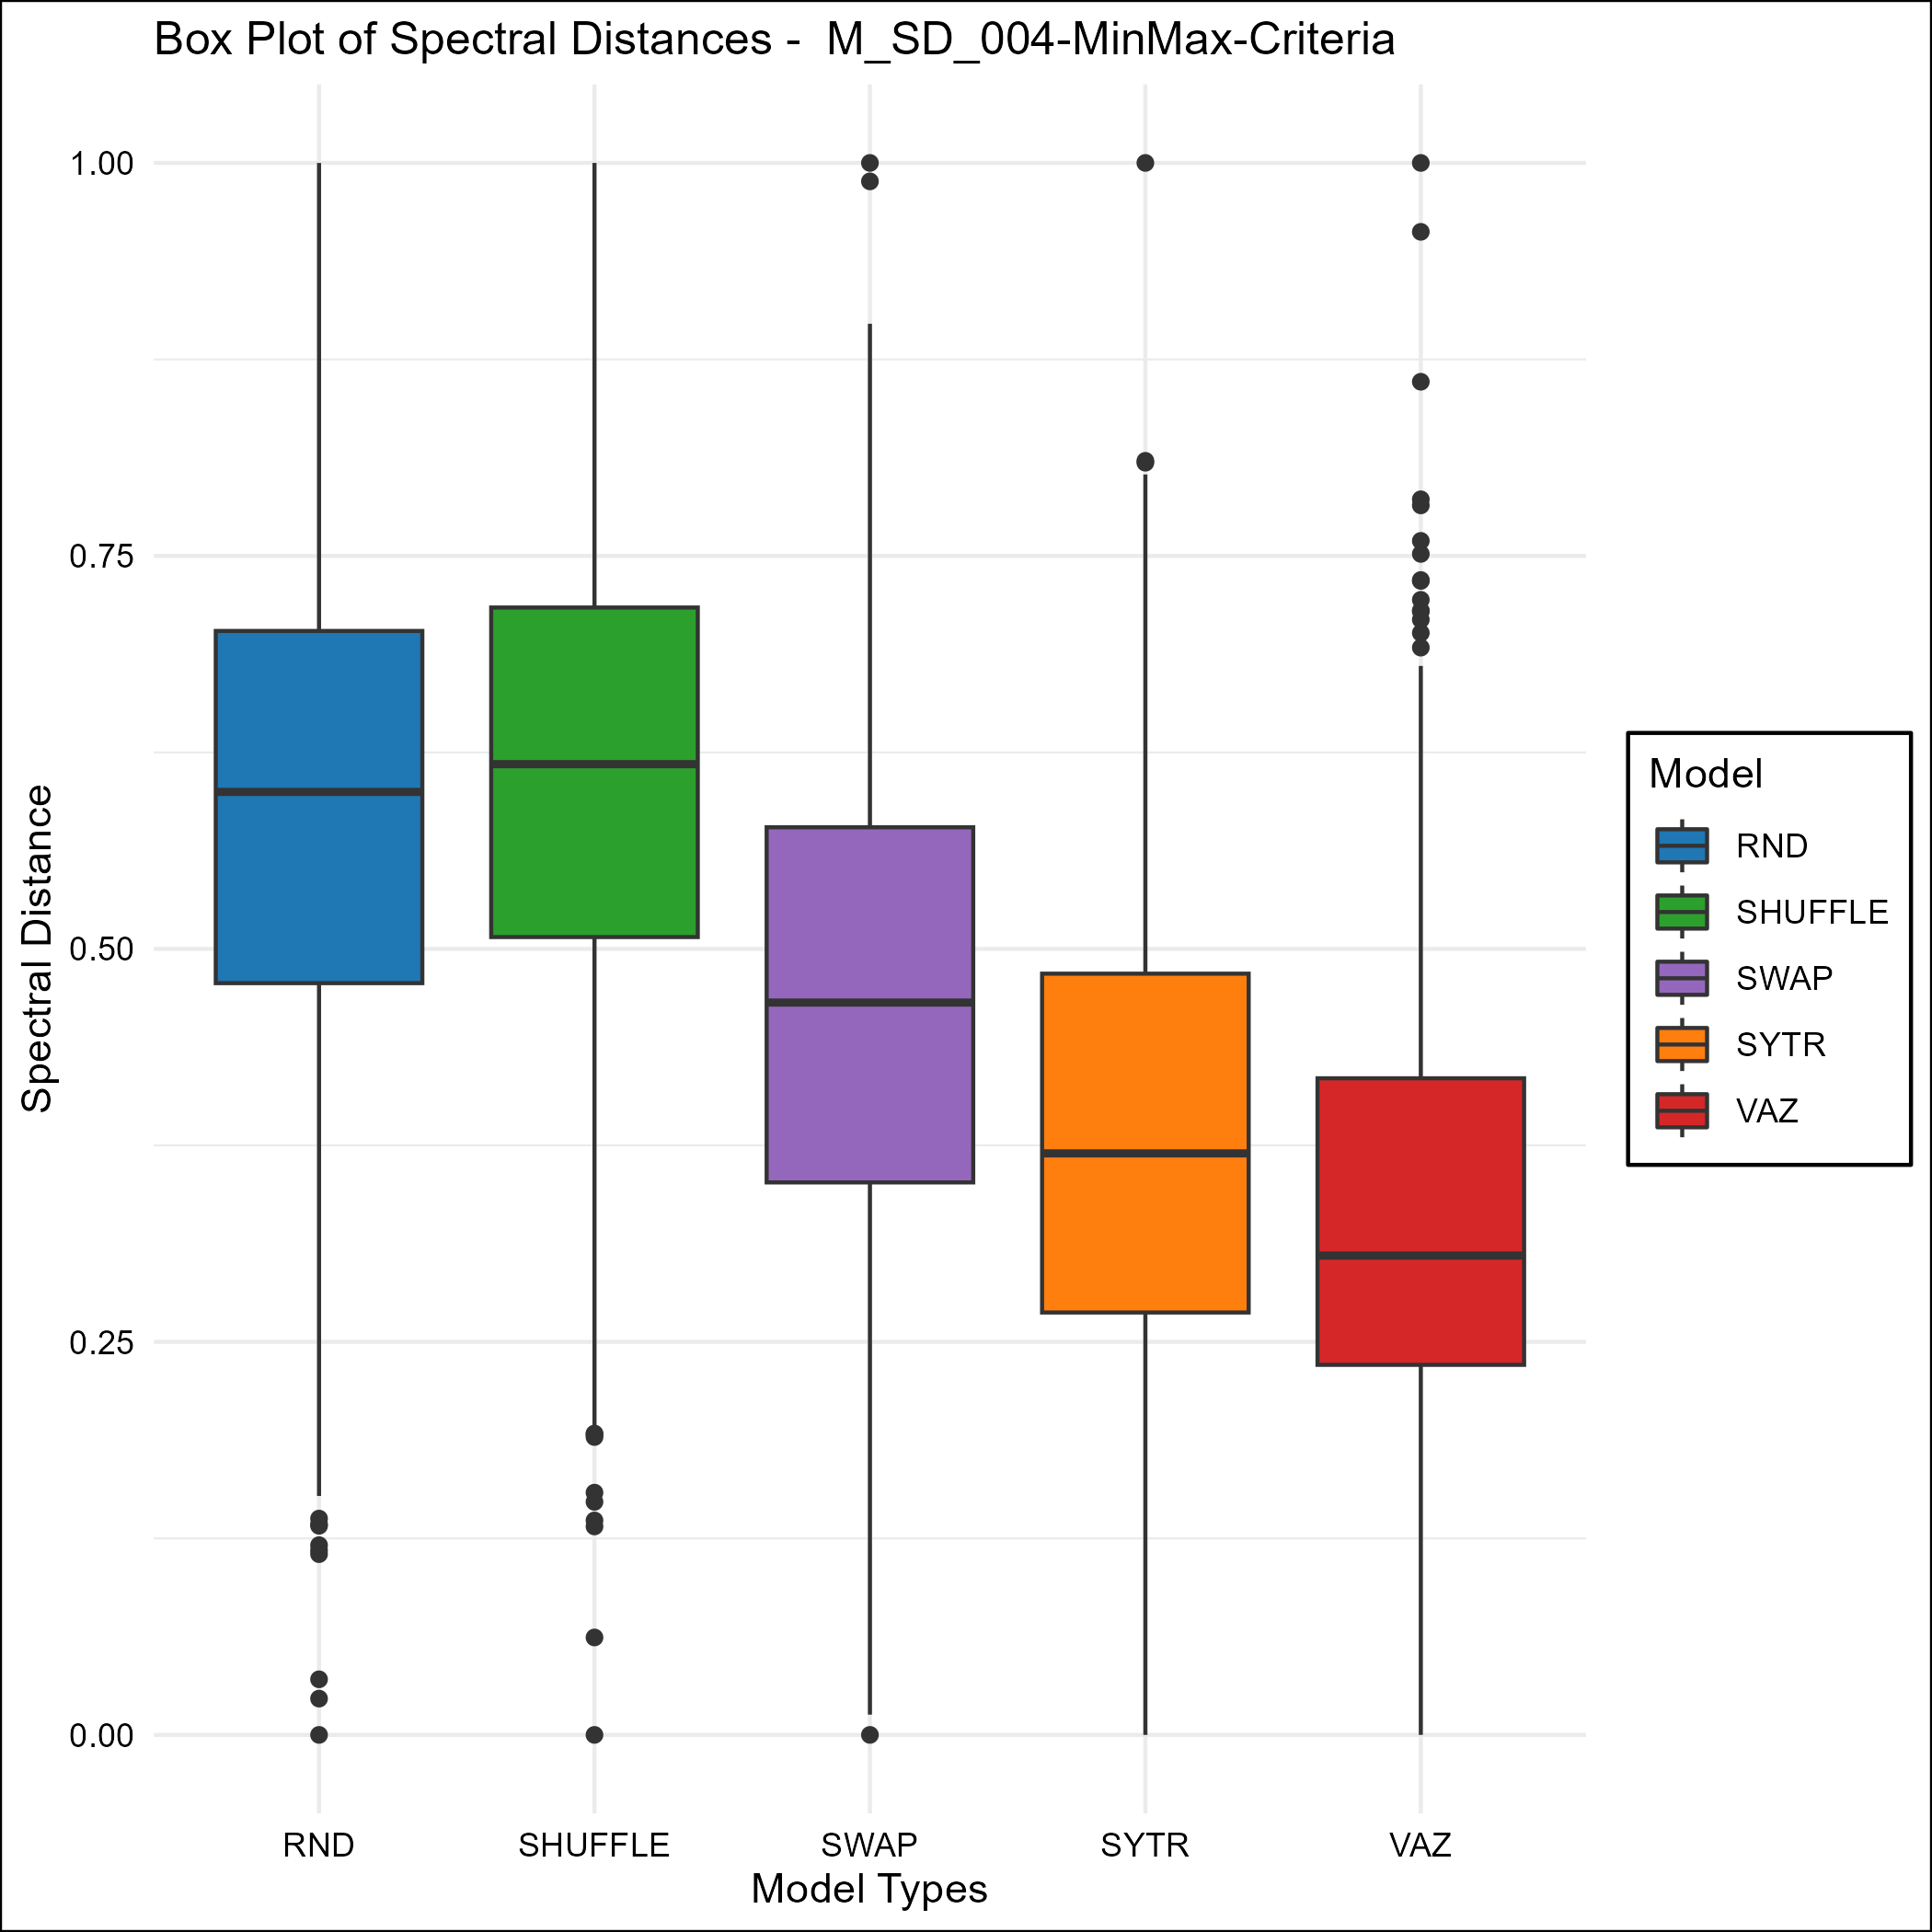 Box Plot of Spectral Distances -  M_SD_004-MinMax-Criteria
1.00
0.75
0.50
0.25
0.00
Spectral Distance
RND
SHUFFLE
SWAP
SYTR
VAZ
Model Types
Model
RND
SHUFFLE
SWAP
SYTR
VAZ